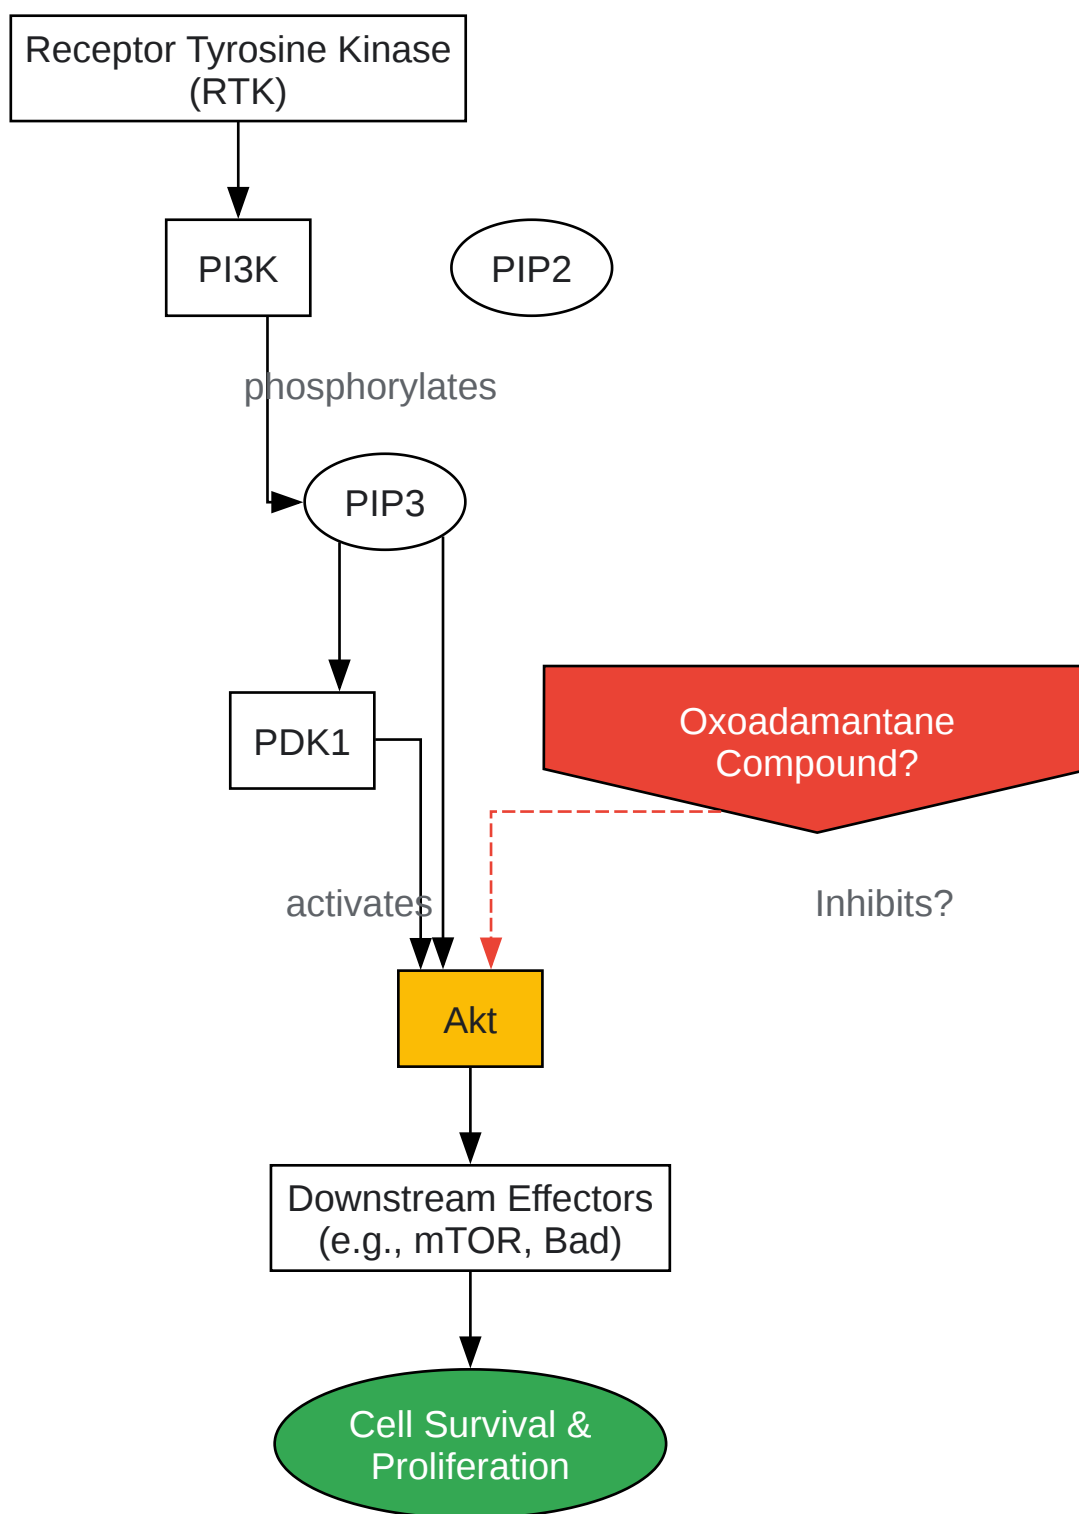 Receptor Tyrosine Kinase
(RTK)
PI3K
PIP2
phosphorylates
PIP3
PDK1
Oxoadamantane
Compound?
activates
Inhibits?
Akt
Downstream Effectors
(e.g., mTOR, Bad)
Cell Survival &
Proliferation